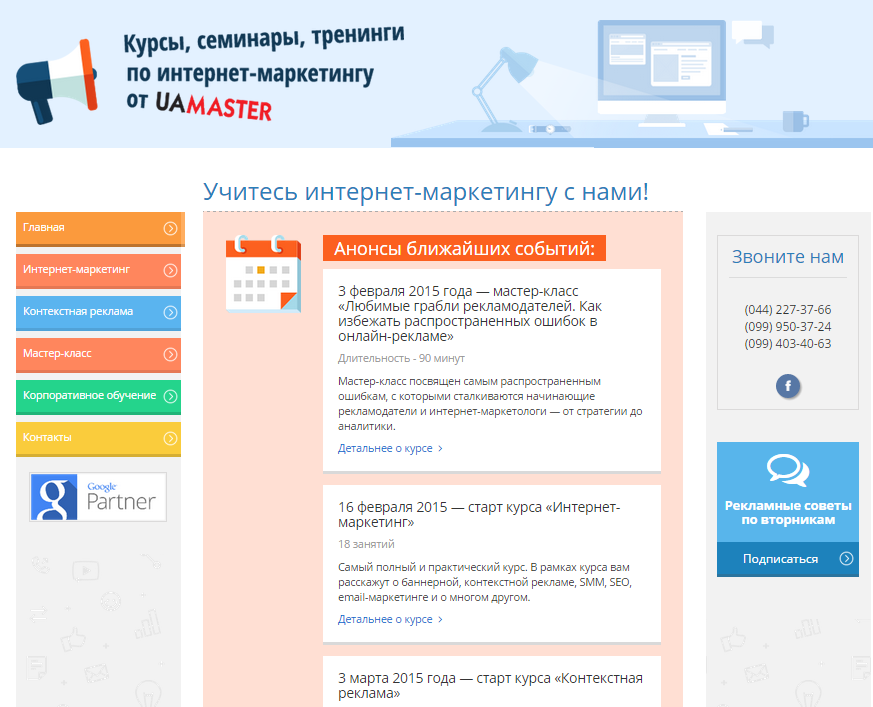 Курсы, семинары, тренинги
по интернет-маркетингу
от UAMASTER
Учитесь интернет-маркетингу с нами!
Главная
Интернет-маркетинг
Контекстная реклама
Мастер-класс
Корпоративное обучение
Контакты
Google
Partner
Анонсы ближайших событий:
3 февраля 2015 года — мастер-класс
«Любимые грабли рекламодателей. Как
избежать распространенных ошибок в
онлайн-рекламе»
Длительность - 90 минут
Мастер-класс посвящен самым распространенным
ошибкам, с которыми сталкиваются начинающие
рекламодатели и интернет-маркетологи — от стратегии до
аналитики.
Детальнее о курсе >
16 февраля 2015 — старт курса «Интернет-
маркетинг»
18 занятий
Самый полный и практический курс. В рамках курса вам
расскажут о баннерной, контекстной рекламе, SMM, SEO,
email-маркетинге и о многом другом.
Детальнее о курсе >
3 марта 2015 года — старт курса «Контекстная
реклама»
Звоните нам
(044) 227-37-66
(099) 950-37-24
(099) 403-40-63
f
Рекламные советы
по вторникам
Подписаться